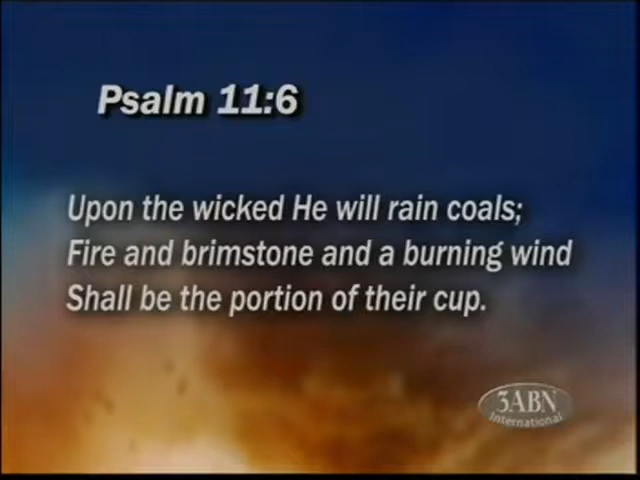 Psalm 11:6
Upon the wicked He will rain coals;
Fire and brimstone and a burning wind
Shall be the portion of their cup.
3ABN
International